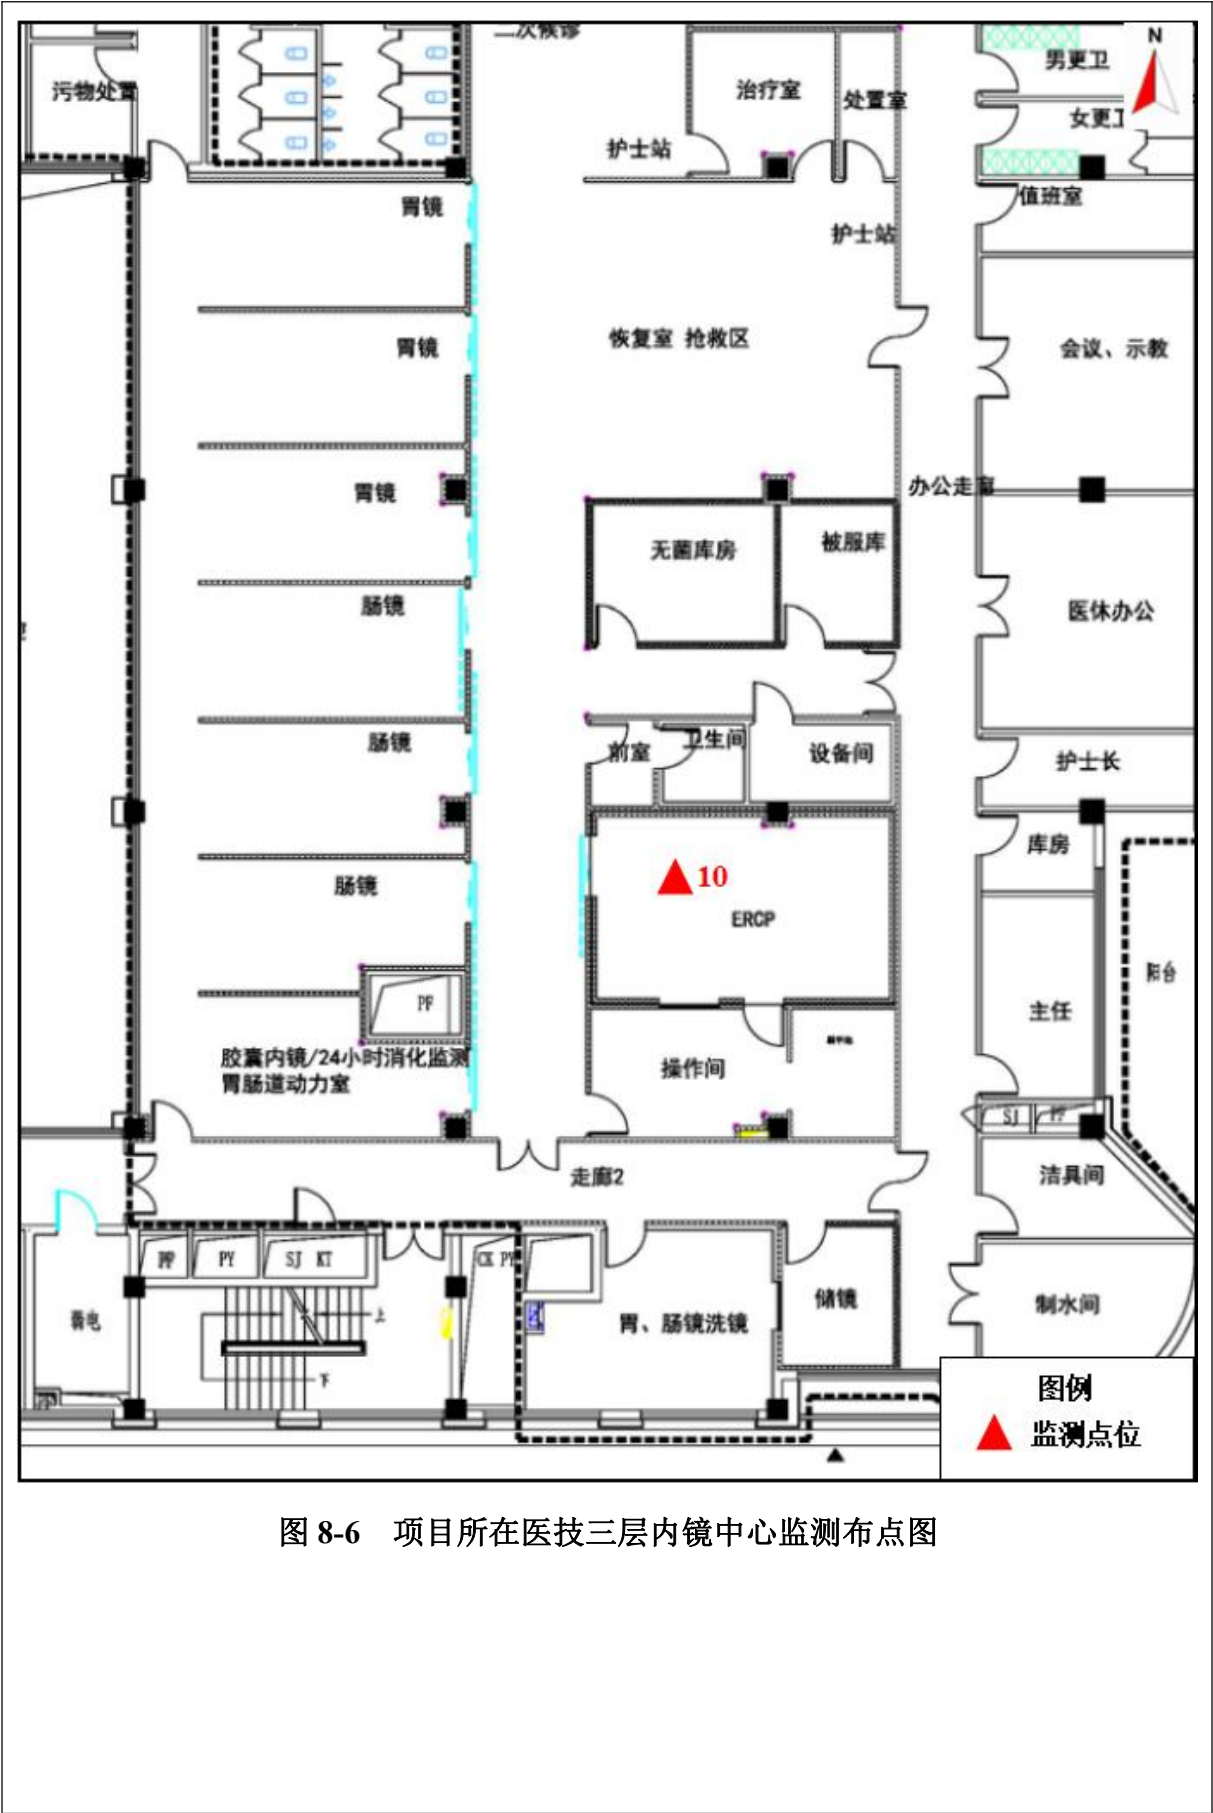 二次候诊
N
男更卫
污物处置
治疗室
处置室
女更卫
护士站
值班室
胃镜
护士站
恢复室 抢救区
胃镜
会议、示教
办公走廊
胃镜
无菌库房
被服库
肠镜
医休办公
前室
卫生间
设备间
肠镜
护士长
库房
10
肠镜
ERCP
阳台
PF
主任
胶囊内镜/24小时消化监测
胃肠道动力室
操作间
SJ
PF
走廊2
洁具间
PY
SJ KT
CK PY
储镜
制水间
上
弱电
胃、肠镜洗镜
下
图例
监测点位
图 8-6 项目所在医技三层内镜中心监测布点图